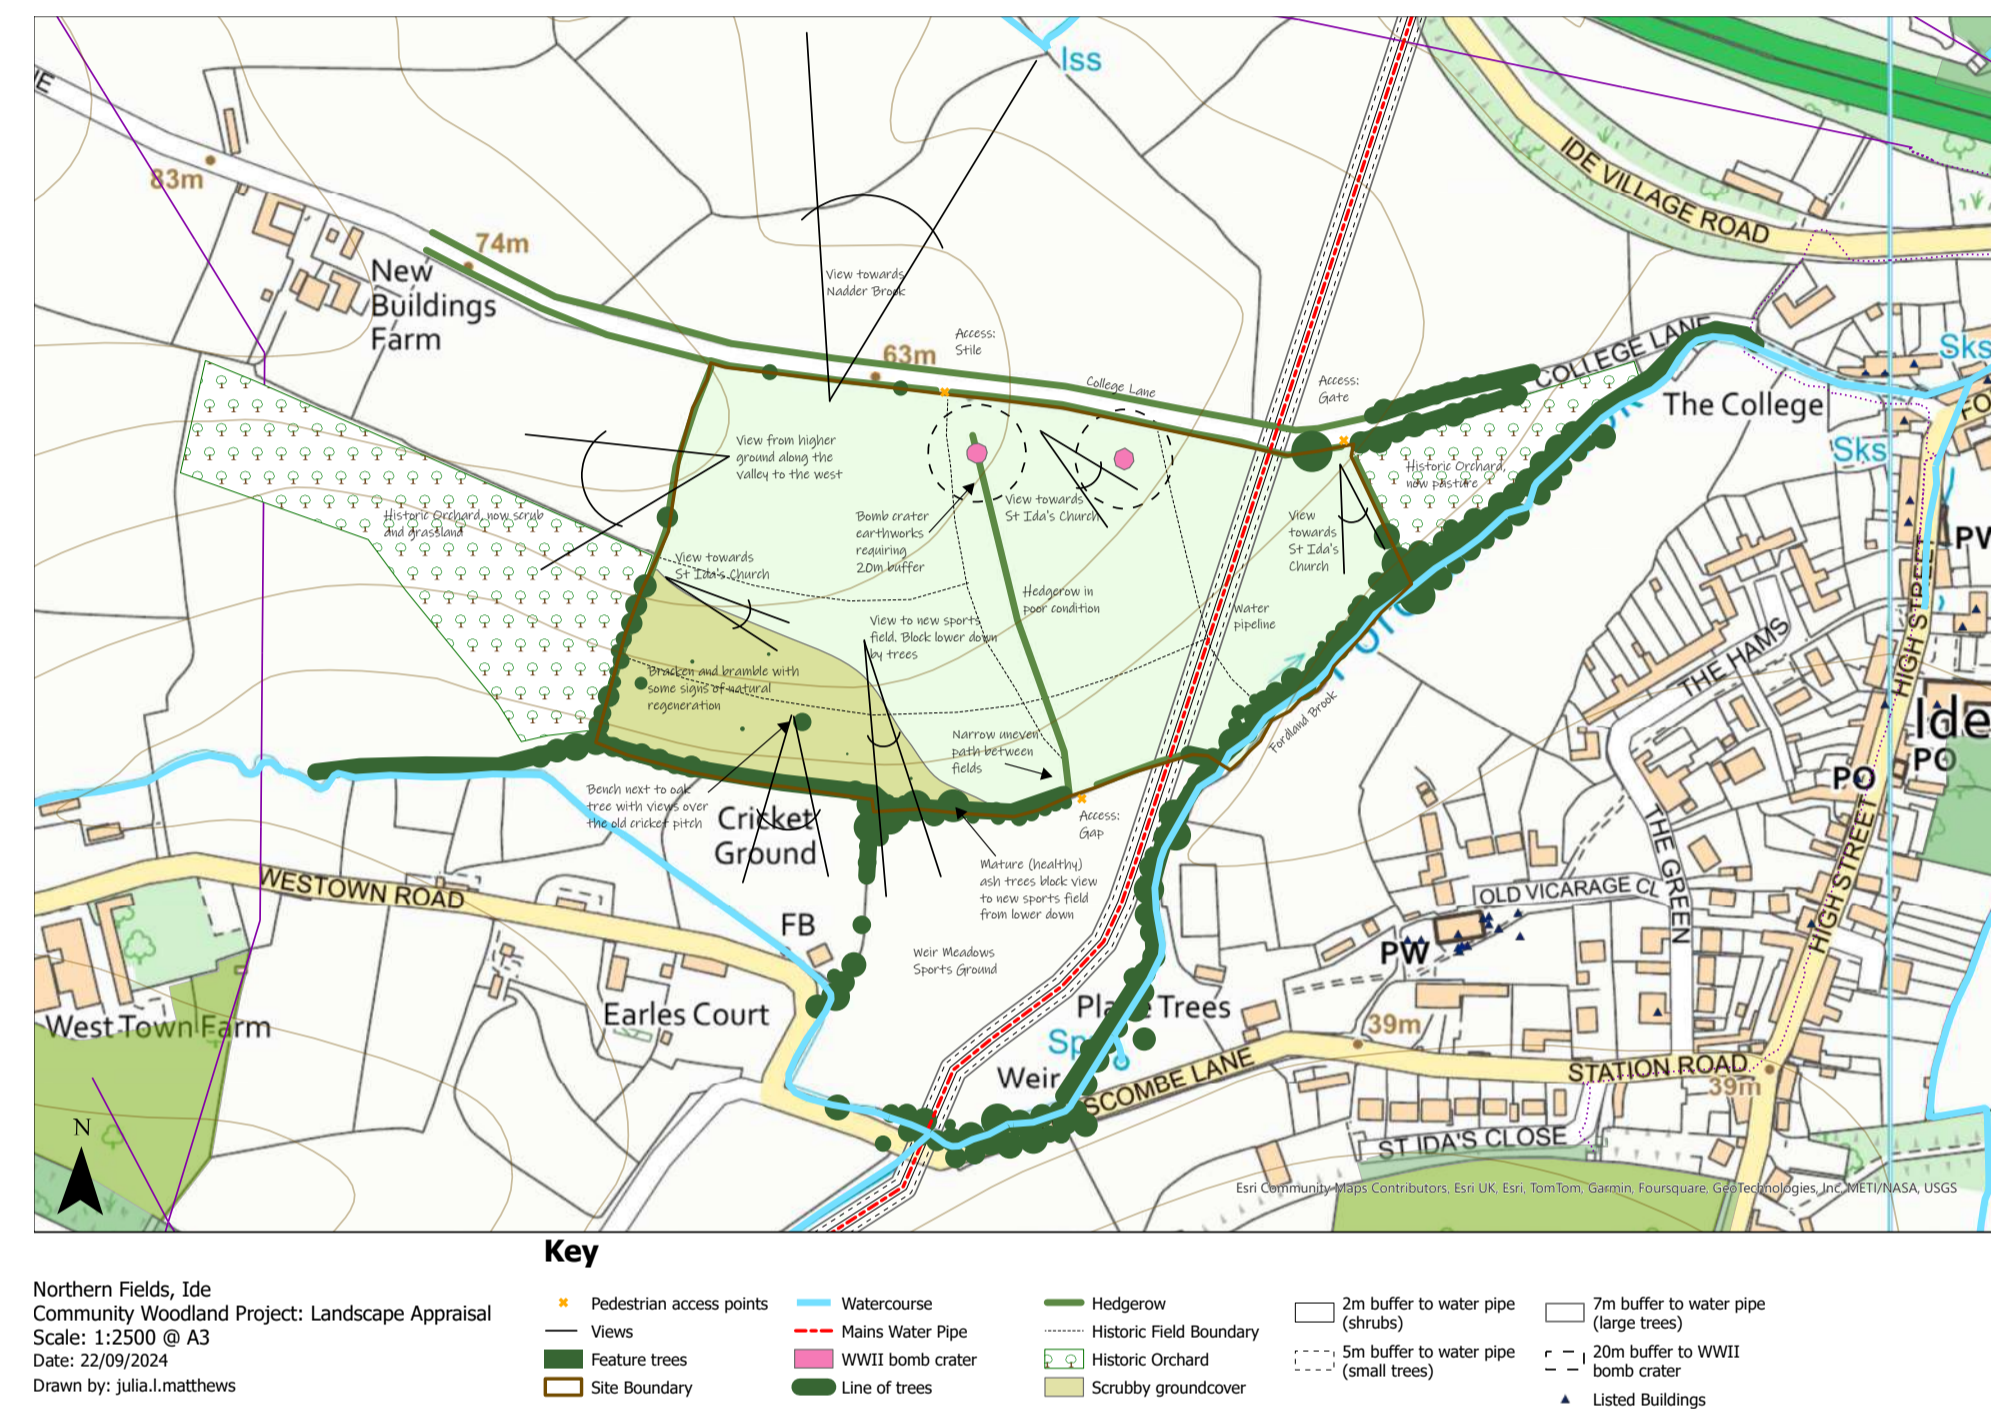 Iss
IDE VILLAGE ROAD
83m
74m
New
Buildings
Farm
View towards
Nadder Brook
Access:
Stile
63m
College Lane
Access:
Gate
COLLEGE LANE
The College
Sks
Sks
View from higher
ground along the
valley to the west
Historic Orchard, now scrub
and grassland
Historic Orchard,
now pasture
View towards
St Ida's Church
Bomb crater
earthworks
requiring
20m buffer
View
towards
St Ida's
Church
View towards
St Ida's Church
Hedgerow in
poor condition
Water
pipeline
View to new sports
field. Block lower down
by trees
Bracken and bramble with
some signs of natural
regeneration
Narrow uneven
path between
fields
Fordland Brook
THE HAMS
HIGH STREET
PW
Ide
PO
PO
Bench next to oak
tree with views over
the old cricket pitch
Cricket
Ground
Access:
Gap
Mature (healthy)
ash trees block view
to new sports field
from lower down
THE GREEN
HIGH STREET
OLD VICARAGE CL
WESTOWN ROAD
FB
PW
Weir Meadows
Sports Ground
Earles Court
West Town Farm
Weir
39m
STATION ROAD
39m
SCOMBE LANE
ST IDA'S CLOSE
N
Esri Community Maps Contributors, Esri UK, Esri, TomTom, Garmin, Foursquare, GeoTechnologies, Inc, METI/NASA, USGS
Key
Northern Fields, Ide
Community Woodland Project: Landscape Appraisal
Scale: 1:2500 @ A3
Date: 22/09/2024
Drawn by: julia.l.matthews
Pedestrian access points
Views
Feature trees
Site Boundary
Watercourse
Mains Water Pipe
WWII bomb crater
Line of trees
Hedgerow
Historic Field Boundary
Historic Orchard
Scrubby groundcover
2m buffer to water pipe
(shrubs)
5m buffer to water pipe
(small trees)
7m buffer to water pipe
(large trees)
20m buffer to WWII
bomb crater
Listed Buildings